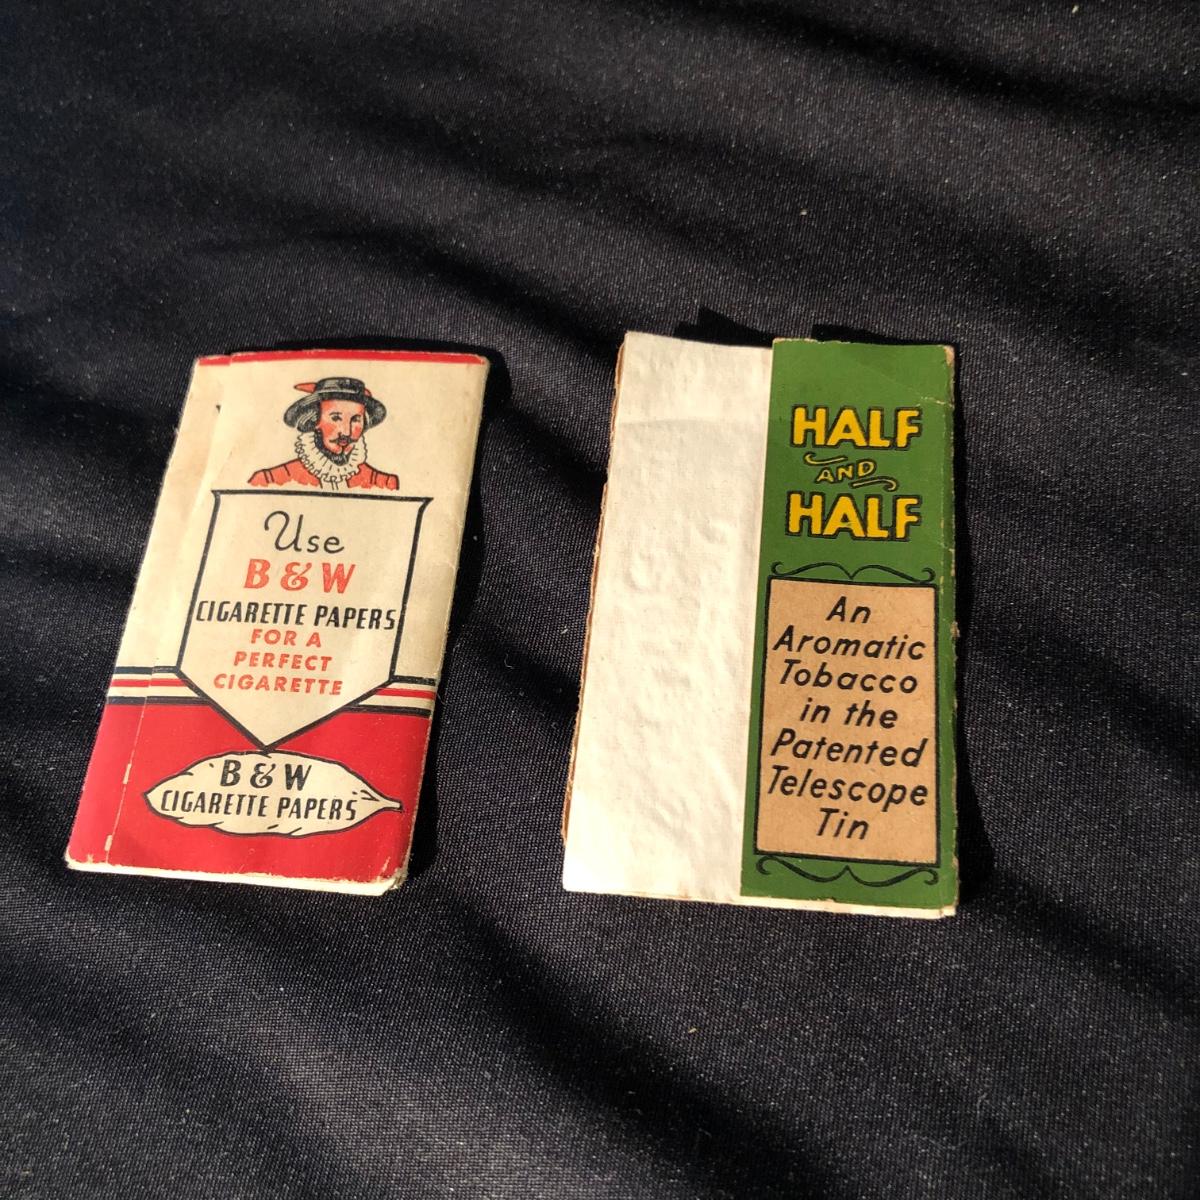 Use
B & W
CIGARETTE PAPERS
FOR A
PERFECT
CIGARETTE
B & W
CIGARETTE PAPERS
HALF
AND
HALF
An
Aromatic
Tobacco
in the
Patented
Telescope
Tin